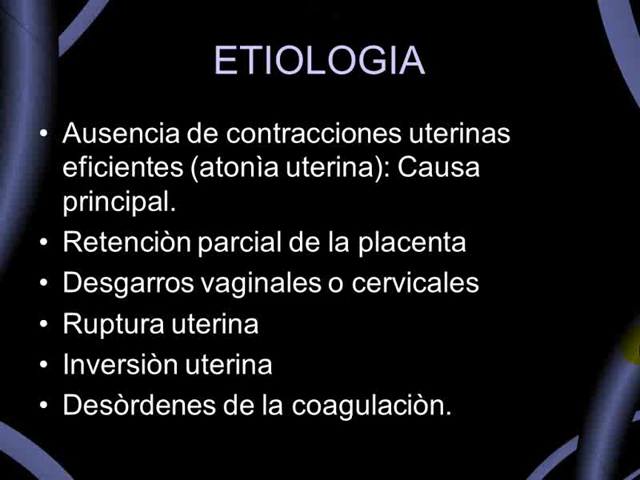 ETIOLOGIA
• Ausencia de contracciones uterinas
eficientes (atonìa uterina): Causa
principal.
• Retenciòn parcial de la placenta
• Desgarros vaginales o cervicales
• Ruptura uterina
• Inversiòn uterina
• Desòrdenes de la coagulaciòn.